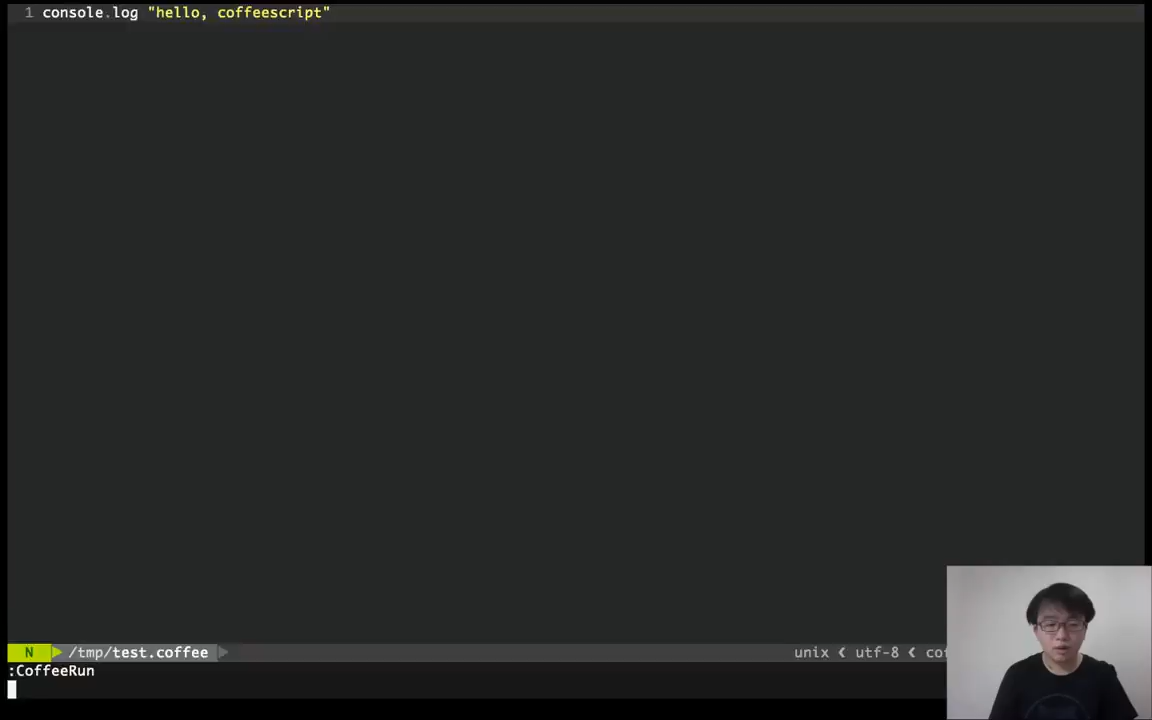 1 console.log "hello, coffeescript"
N /tmp/test.coffee unix ❮ utf-8 ❮
:CoffeeRun